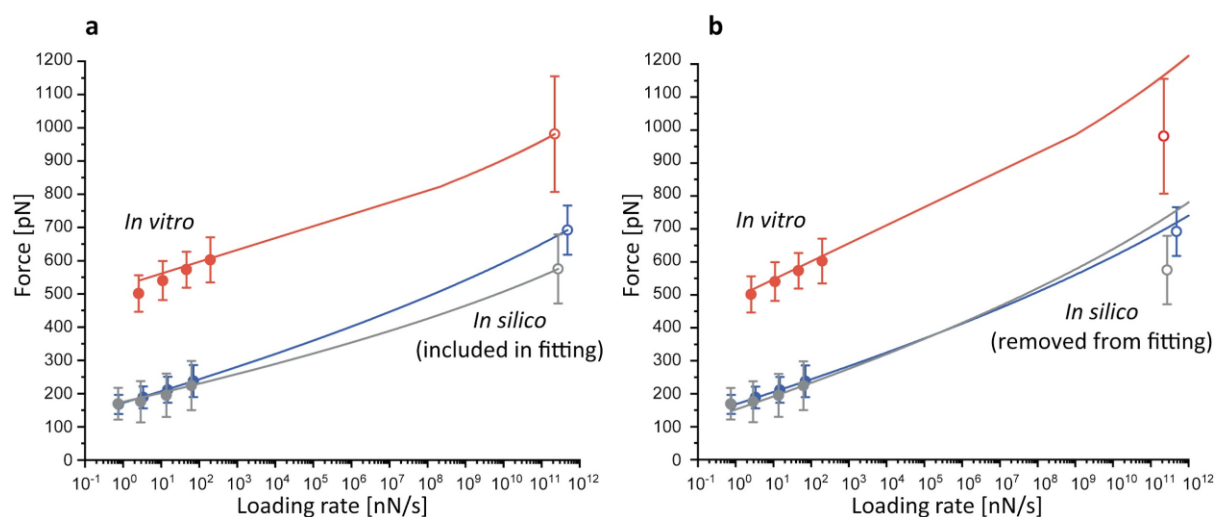 a
1200
1100
1000
900
800
700
600
500
400
300
200
100
0
Force [pN]
In vitro
In silico
(included in fitting)
10⁻¹ 10⁰ 10¹ 10² 10³ 10⁴ 10⁵ 10⁶ 10⁷ 10⁸ 10⁹ 10¹⁰ 10¹¹ 10¹²
Loading rate [nN/s]
b
1200
1100
1000
900
800
700
600
500
400
300
200
100
0
Force [pN]
In vitro
In silico
(removed from fitting)
10⁻¹ 10⁰ 10¹ 10² 10³ 10⁴ 10⁵ 10⁶ 10⁷ 10⁸ 10⁹ 10¹⁰ 10¹¹ 10¹²
Loading rate [nN/s]